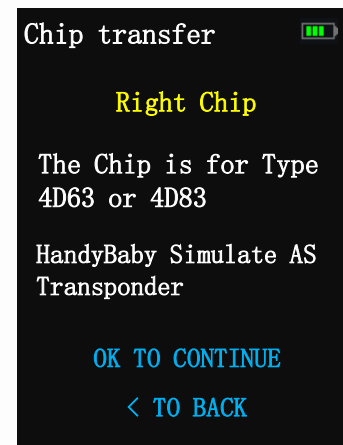 Chip transfer
Right Chip
The Chip is for Type
4D63 or 4D83
HandyBaby Simulate AS
Transponder
OK TO CONTINUE
< TO BACK